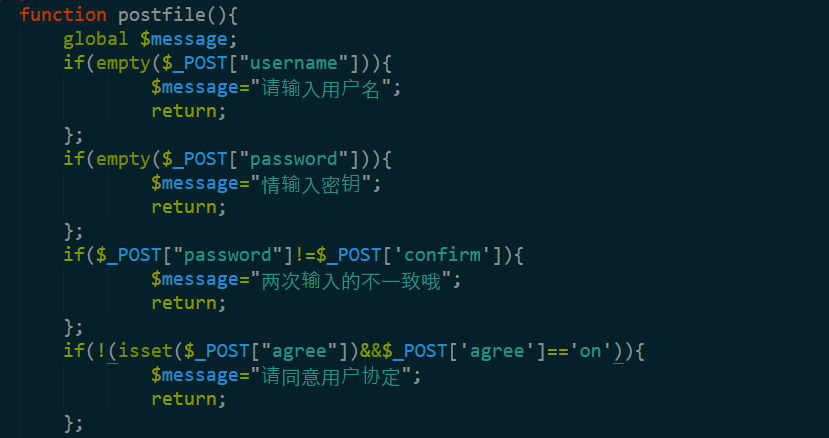 function postfile(){
    global $message;
    if(empty($_POST["username"])){
            $message="请输入用户名";
            return;
    };
    if(empty($_POST["password"])){
            $message="情输入密钥";
            return;
    };
    if($_POST["password"]!=$_POST['confirm']){
            $message="两次输入的不一致哦";
            return;
    };
    if(!(isset($_POST["agree"])&&$_POST['agree']=='on')){
            $message="请同意用户协定";
            return;
    };